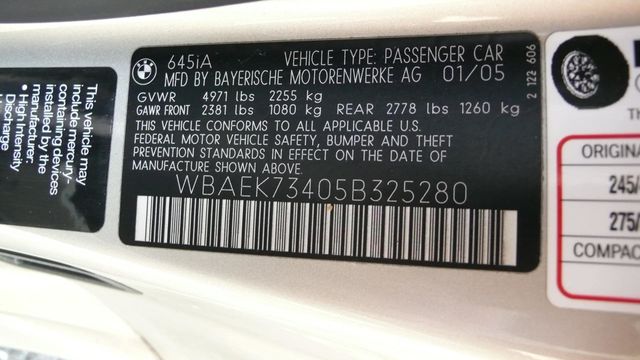 This vehicle may
include mercury-
containing devices
installed by the
manufacturer:
• High Intensity
Discharge
BMW
645iA VEHICLE TYPE: PASSENGER CAR
MFD BY BAYERISCHE MOTORENWERKE AG 01/05
GVWR 4971 lbs 2255 kg
GAWR FRONT 2381 lbs 1080 kg REAR 2778 lbs 1260 kg
THIS VEHICLE CONFORMS TO ALL APPLICABLE U.S.
FEDERAL MOTOR VEHICLE SAFETY, BUMPER AND THEFT
PREVENTION STANDARDS IN EFFECT ON THE DATE OF
MANUFACTURE SHOWN ABOVE.
WBAEK73405B325280
2 122 606
ORIGINA
245/
275/
COMPAC